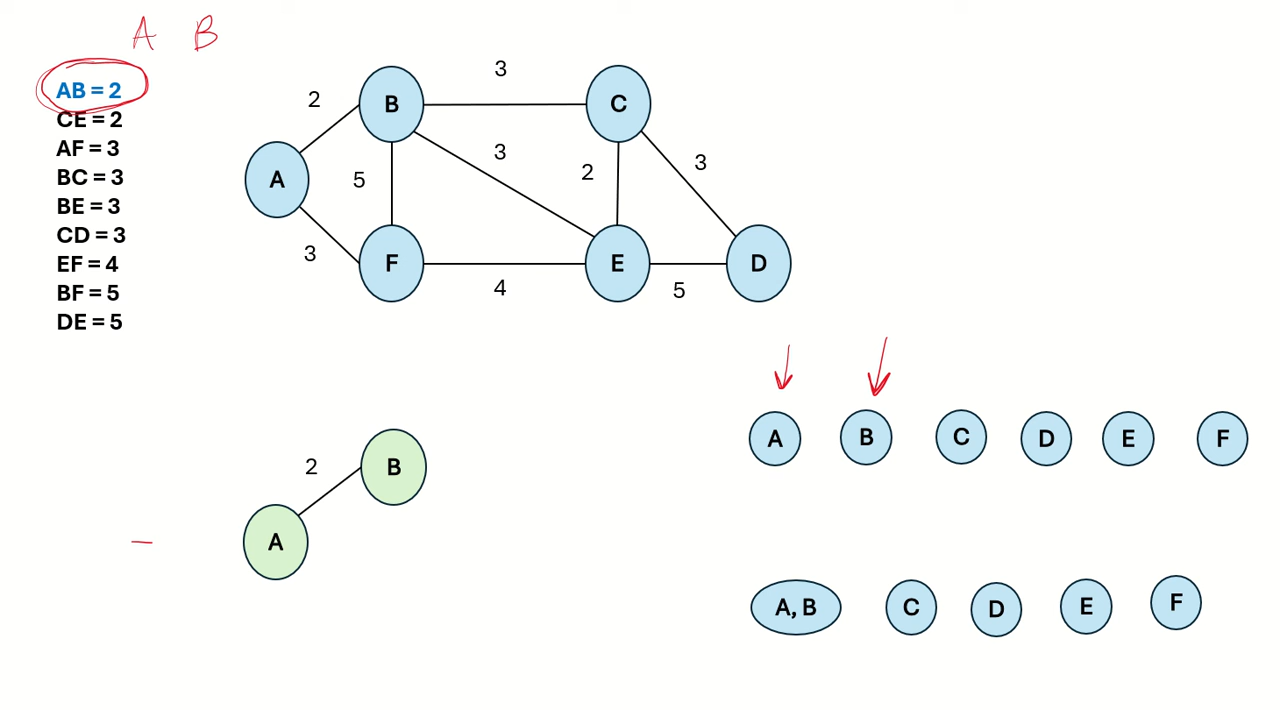 A B
AB = 2
CE = 2
AF = 3
BC = 3
BE = 3
CD = 3
EF = 4
BF = 5
DE = 5
3
2
B
C
3
3
A
5
2
3
F
E
D
4
5
A B C D E F
2
B
A
A, B C D E F